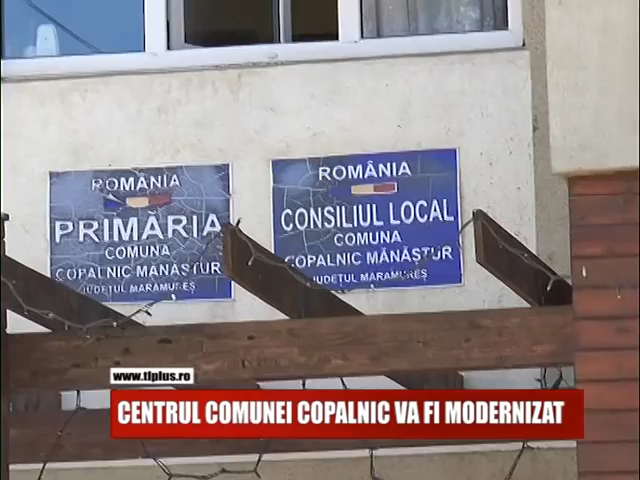 ROMÂNIA
PRIMĂRIA
COMUNA
COPALNIC MĂNĂȘTUR
JUDEȚUL MARAMUREȘ
ROMÂNIA
CONSILIUL LOCAL
COMUNA
COPALNIC MĂNĂȘTUR
JUDEȚUL MARAMUREȘ
www.tlplus.ro
CENTRUL COMUNEI COPALNIC VA FI MODERNIZAT